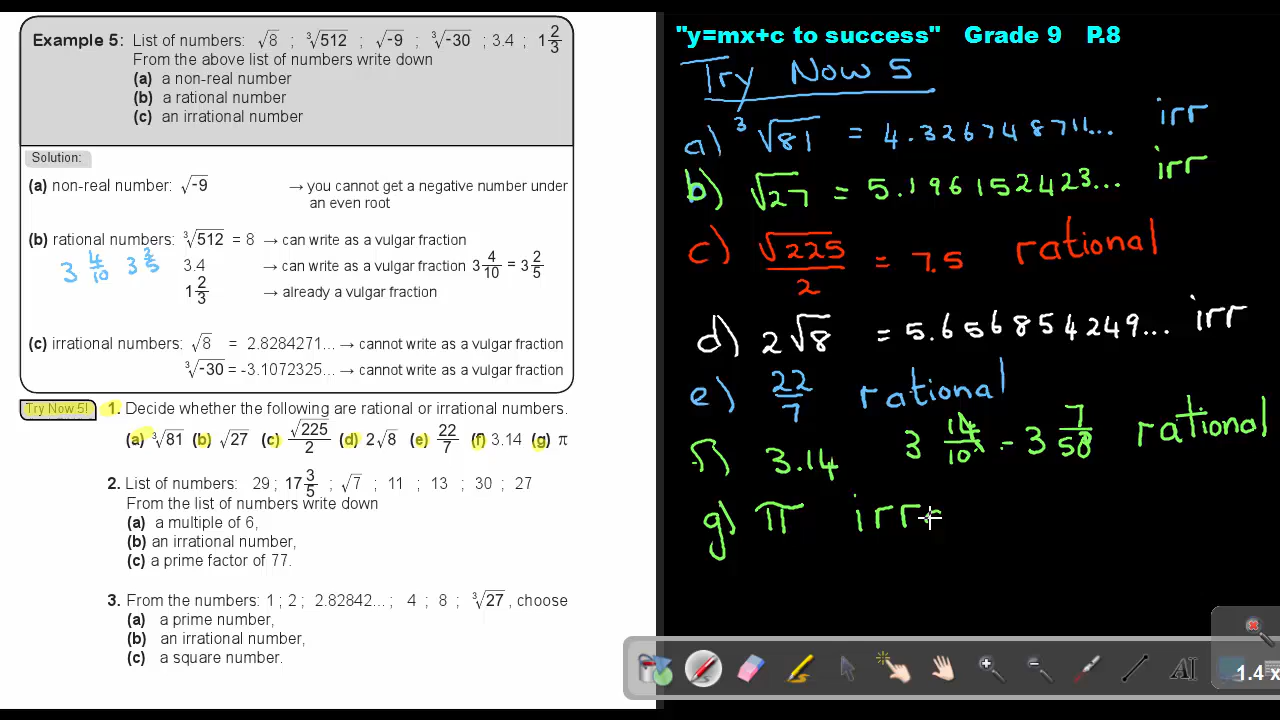 Example 5: List of numbers: √8 ; ³√512 ; √-9 ; ³√-30 ; 3.4 ; 1 2/3
From the above list of numbers write down
(a) a non-real number
(b) a rational number
(c) an irrational number
Solution:
(a) non-real number: √-9 → you cannot get a negative number under
an even root
(b) rational numbers: ³√512 = 8 → can write as a vulgar fraction
3 4/10 3 2/5 3.4 → can write as a vulgar fraction 3 4/10 = 3 2/5
1 2/3 → already a vulgar fraction
(c) irrational numbers: √8 = 2.8284271... → cannot write as a vulgar fraction
³√-30 = -3.1072325... → cannot write as a vulgar fraction
Try Now 5! 1. Decide whether the following are rational or irrational numbers.
(a) ³√81 (b) √27 (c) √225/2 (d) 2√8 (e) 22/7 (f) 3.14 (g) π
2. List of numbers: 29 ; 17 3/5 ; √7 ; 11 ; 13 ; 30 ; 27
From the list of numbers write down
(a) a multiple of 6,
(b) an irrational number,
(c) a prime factor of 77.
3. From the numbers: 1 ; 2 ; 2.82842... ; 4 ; 8 ; ³√27 , choose
(a) a prime number,
(b) an irrational number,
(c) a square number.
"y=mx+c to success" Grade 9 P.8
Try Now 5
a) ³√81 = 4.326748711... irr
b) √27 = 5.196152423... irr
c) √225/2 = 7.5 rational
d) 2√8 = 5.656854249... irr
e) 22/7 rational
f) 3.14 3 14/10 = 3 7/50 rational
g) π irr
AI
1.4 x